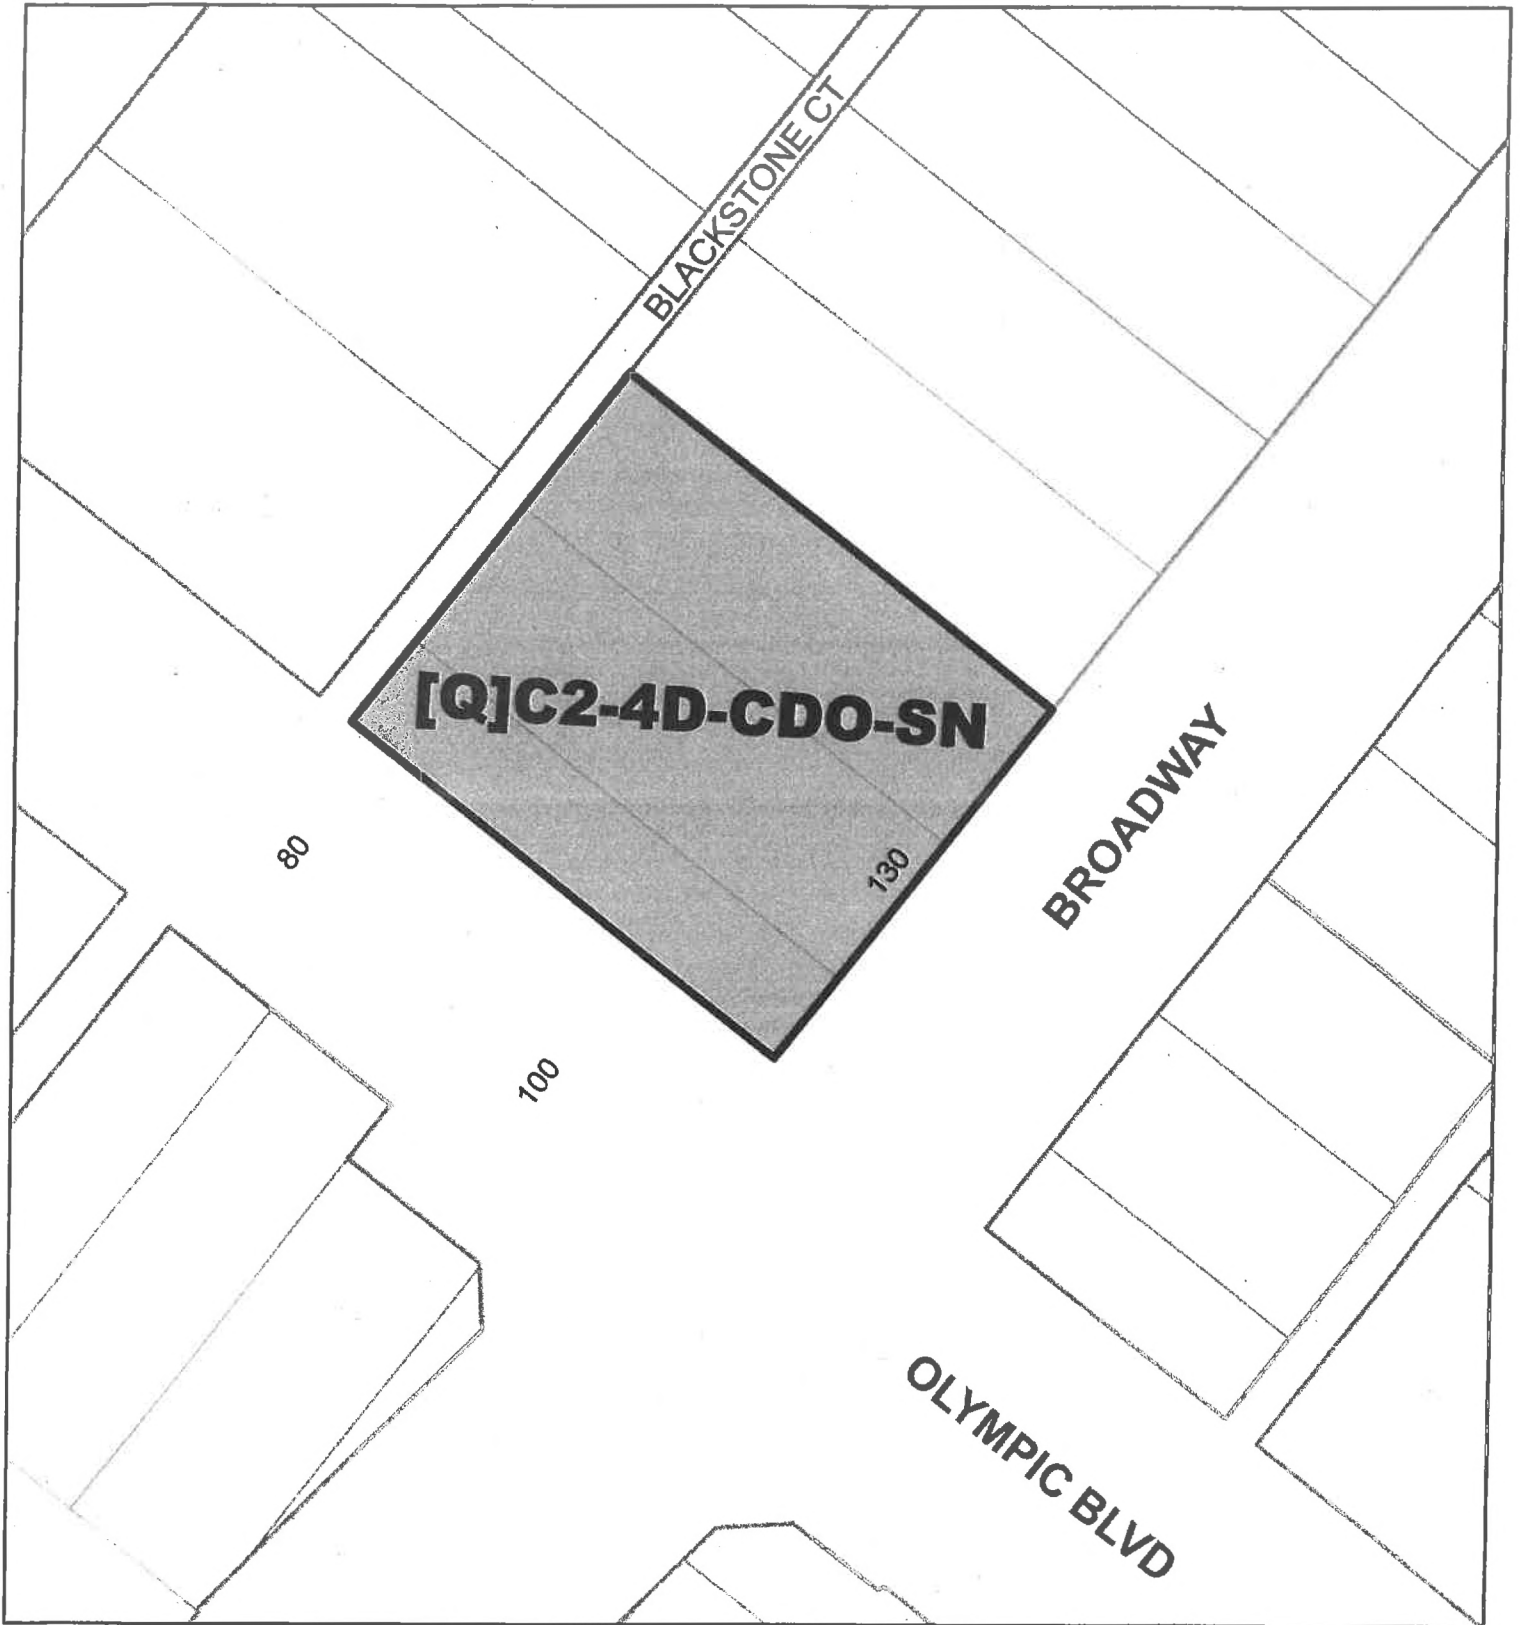 BLACKSTONE CT
[Q]C2-4D-CDO-SN
BROADWAY
80
130
100
OLYMPIC BLVD